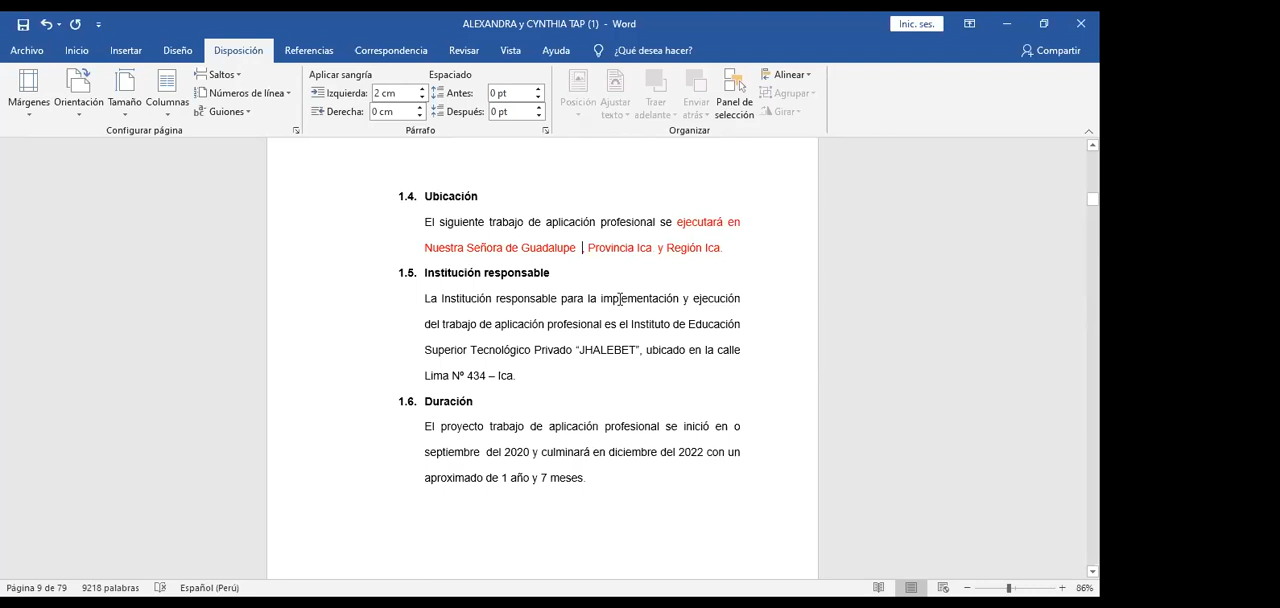 ALEXANDRA y CYNTHIA TAP (1) - Word
Inic. ses.
Archivo Inicio Insertar Diseño Disposición Referencias Correspondencia Revisar Vista Ayuda ¿Qué desea hacer? Compartir
Márgenes Orientación Tamaño Columnas
Saltos
Números de línea
Guiones
Configurar página
Aplicar sangría Espaciado
Izquierda: 2 cm Antes: 0 pt
Derecha: 0 cm Después: 0 pt
Párrafo
Posición Ajustar texto Traer adelante Enviar atrás Panel de selección
Alinear
Agrupar
Girar
Organizar
1.4. Ubicación
El siguiente trabajo de aplicación profesional se ejecutará en
Nuestra Señora de Guadalupe , Provincia Ica. y Región Ica.
1.5. Institución responsable
La Institución responsable para la implementación y ejecución
del trabajo de aplicación profesional es el Instituto de Educación
Superior Tecnológico Privado “JHALEBET”, ubicado en la calle
Lima Nº 434 – Ica.
1.6. Duración
El proyecto trabajo de aplicación profesional se inició en o
septiembre del 2020 y culminará en diciembre del 2022 con un
aproximado de 1 año y 7 meses.
Página 9 de 79 9218 palabras Español (Perú) 86%